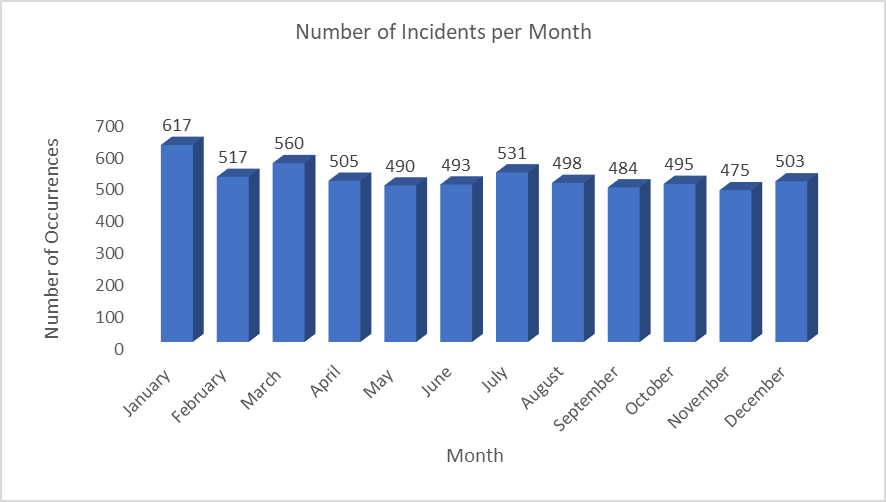 Number of Incidents per Month
Number of Occurrences
700
600
500
400
300
200
100
0
617
517
560
505
490
493
531
498
484
495
475
503
January
February
March
April
May
June
July
August
September
October
November
December
Month